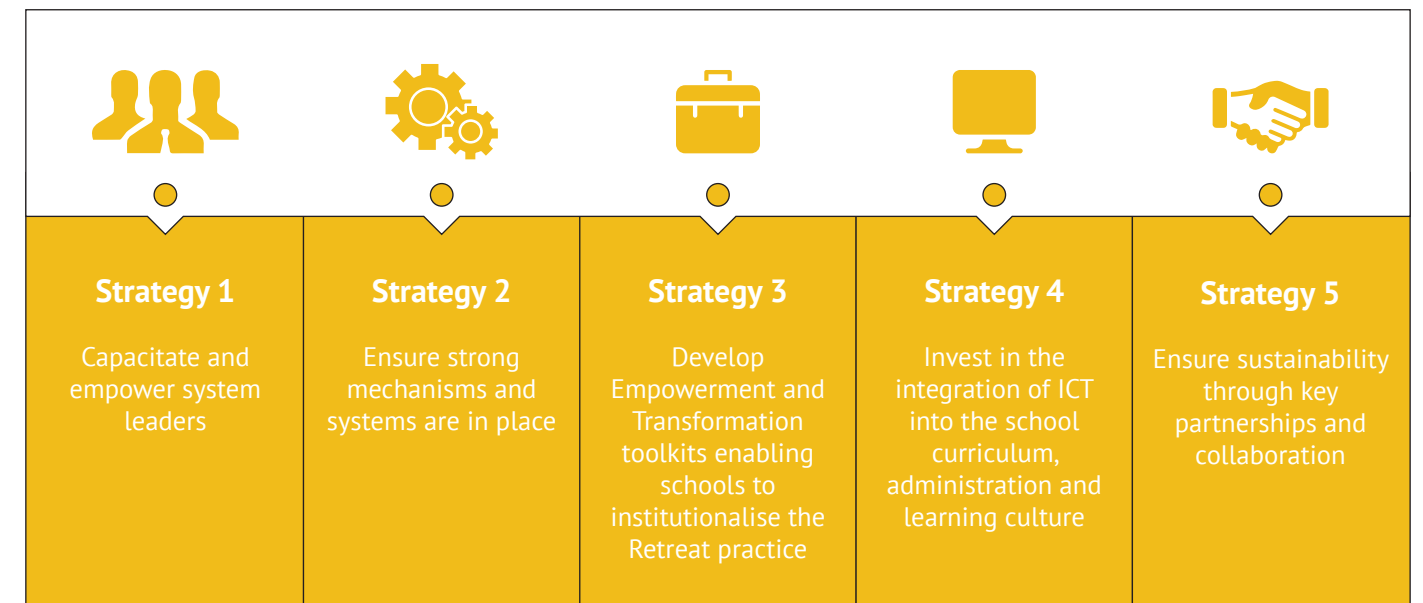 Strategy 1
Capacitate and
empower system
leaders
Strategy 2
Ensure strong
mechanisms and
systems are in place
Strategy 3
Develop
Empowerment and
Transformation
toolkits enabling
schools to
institutionalise the
Retreat practice
Strategy 4
Invest in the
integration of ICT
into the school
curriculum,
administration and
learning culture
Strategy 5
Ensure sustainability
through key
partnerships and
collaboration